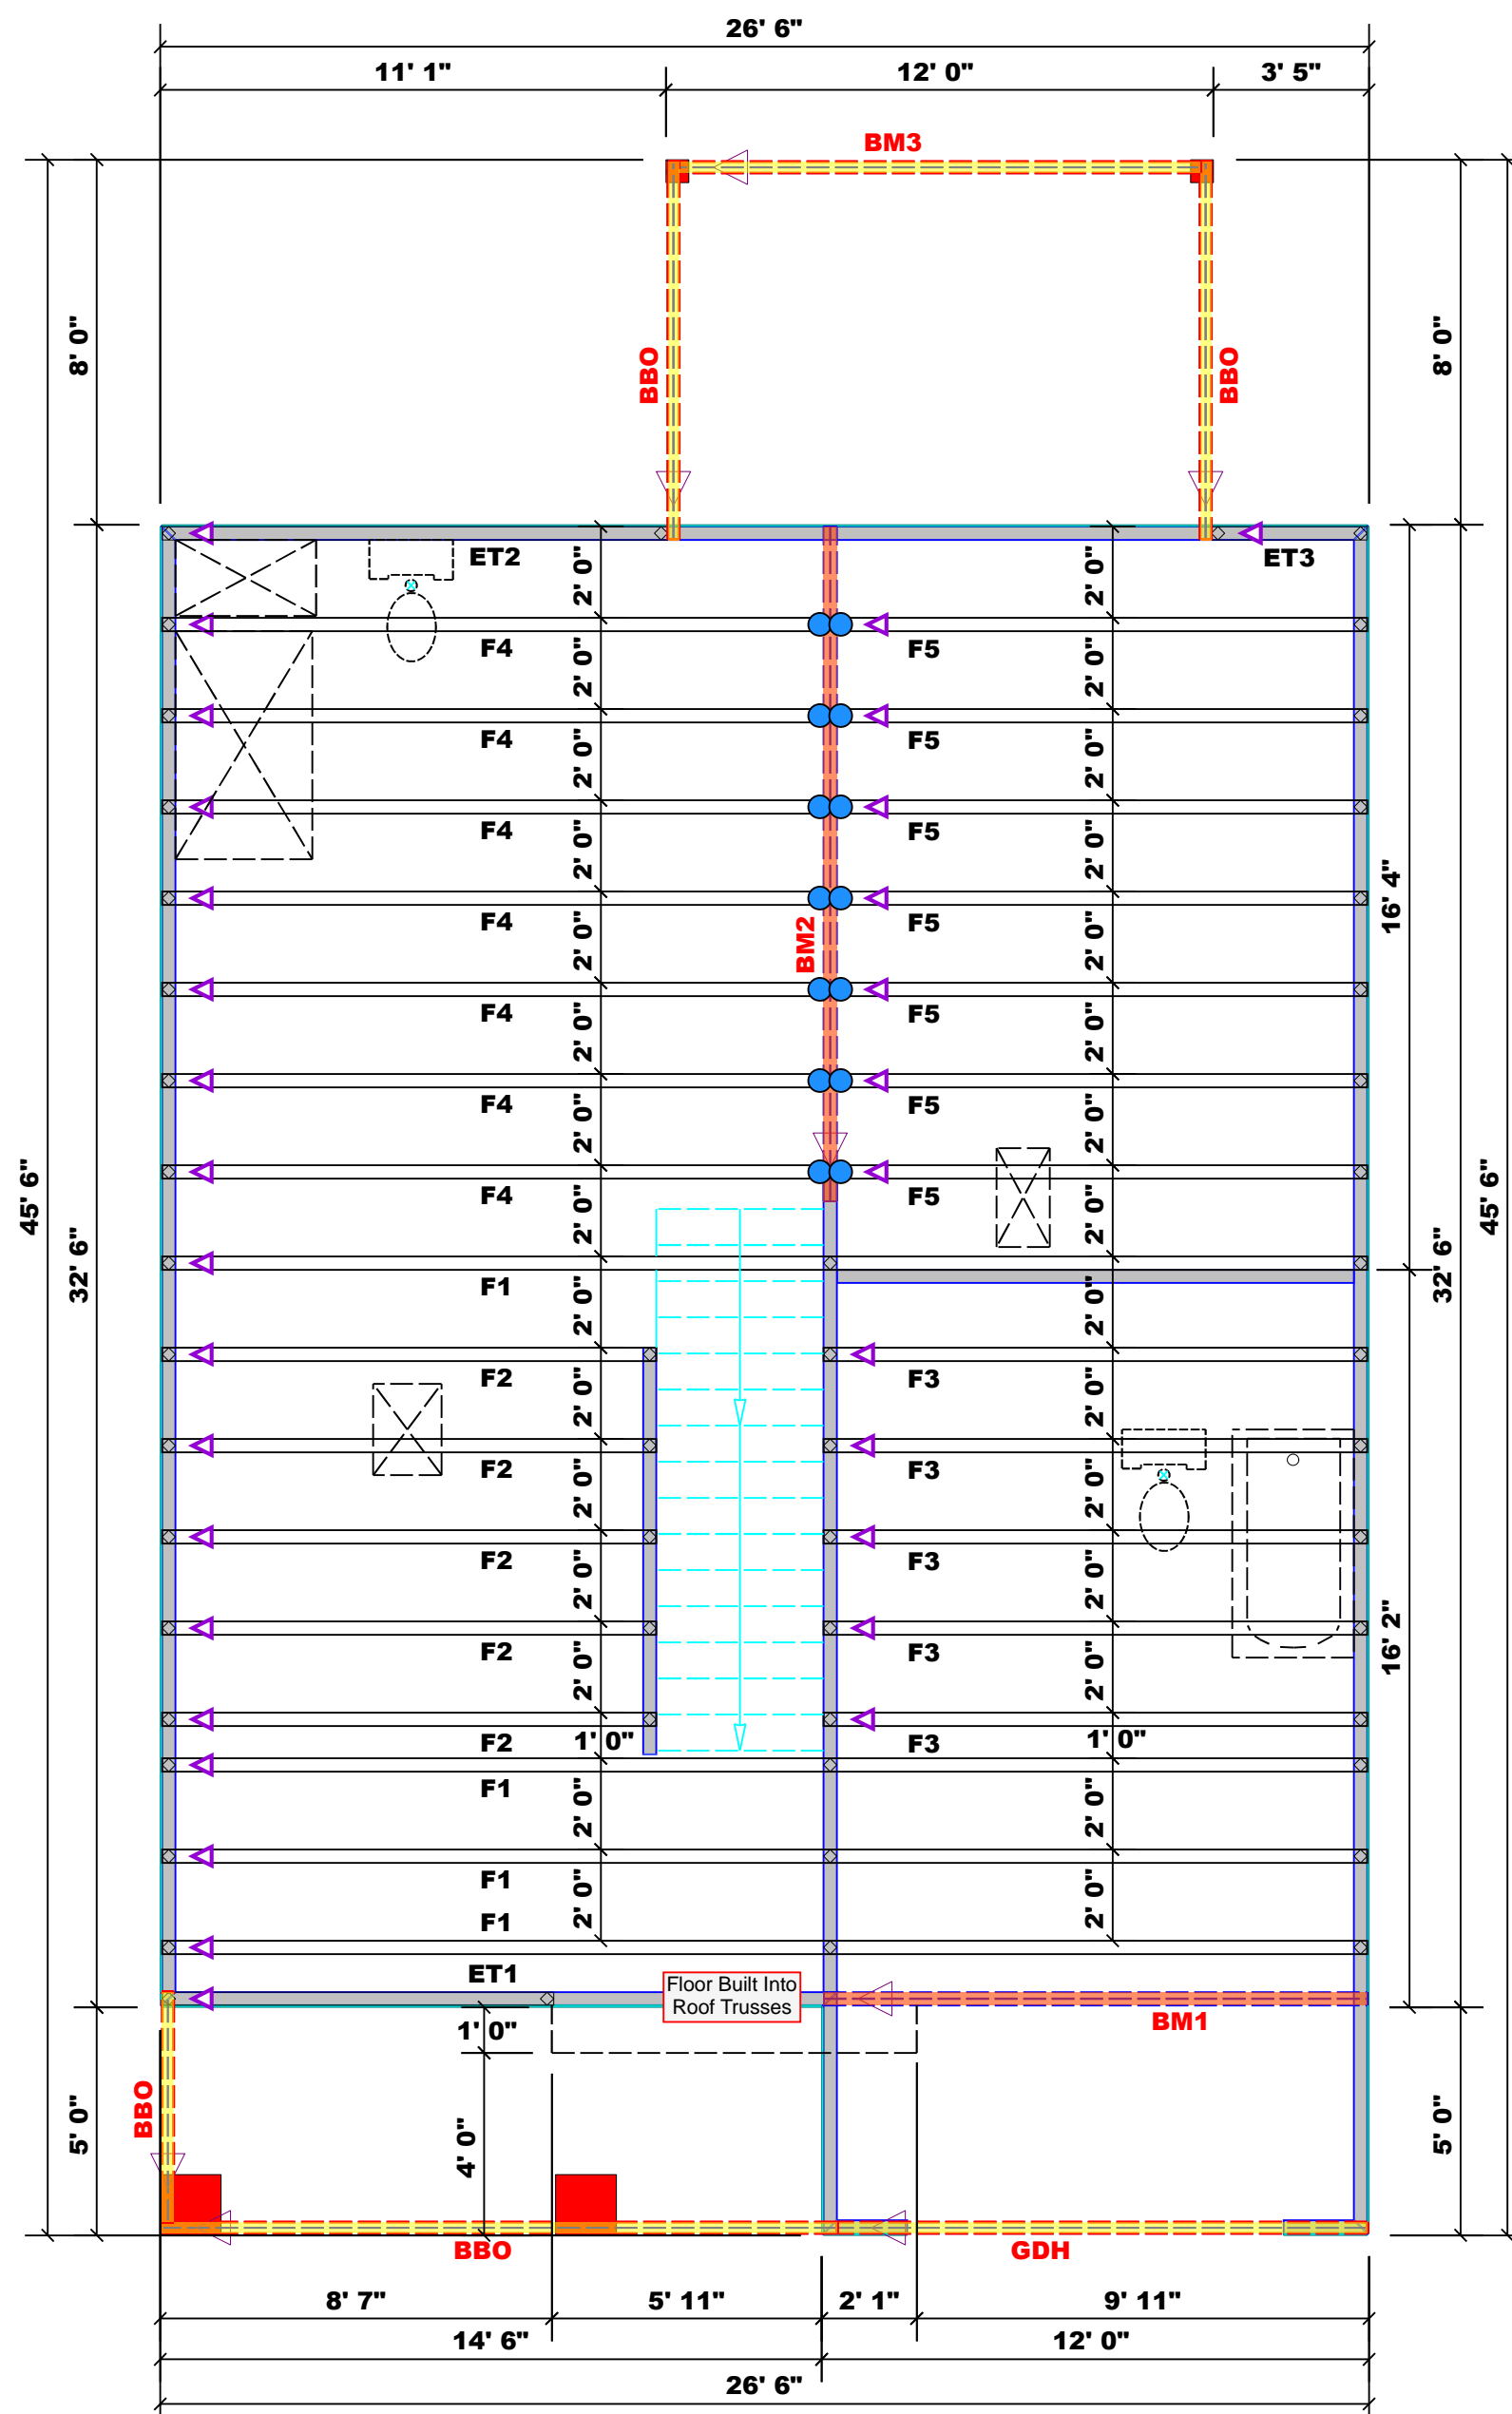 26' 6"
11' 1"
12' 0"
3' 5"
BM3
8' 0"
8' 0"
BBO
BBO
ET2
2' 0"
2' 0"
ET3
F4
F5
2' 0"
2' 0"
F4
F5
2' 0"
2' 0"
F4
F5
2' 0"
2' 0"
16' 4"
F4
F5
BM2
2' 0"
2' 0"
F4
F5
2' 0"
2' 0"
F4
F5
2' 0"
2' 0"
45' 6"
45' 6"
F4
F5
2' 0"
2' 0"
32' 6"
32' 6"
F1
2' 0"
2' 0"
F2
F3
2' 0"
2' 0"
F2
F3
2' 0"
2' 0"
F2
F3
2' 0"
2' 0"
16' 2"
F2
F3
2' 0"
2' 0"
F2
1' 0"
F3
1' 0"
F1
2' 0"
2' 0"
F1
2' 0"
2' 0"
F1
ET1
Floor Built Into
Roof Trusses
BM1
1' 0"
BBO
5' 0"
4' 0"
5' 0"
BBO
GDH
8' 7"
5' 11"
2' 1"
9' 11"
14' 6"
12' 0"
26' 6"